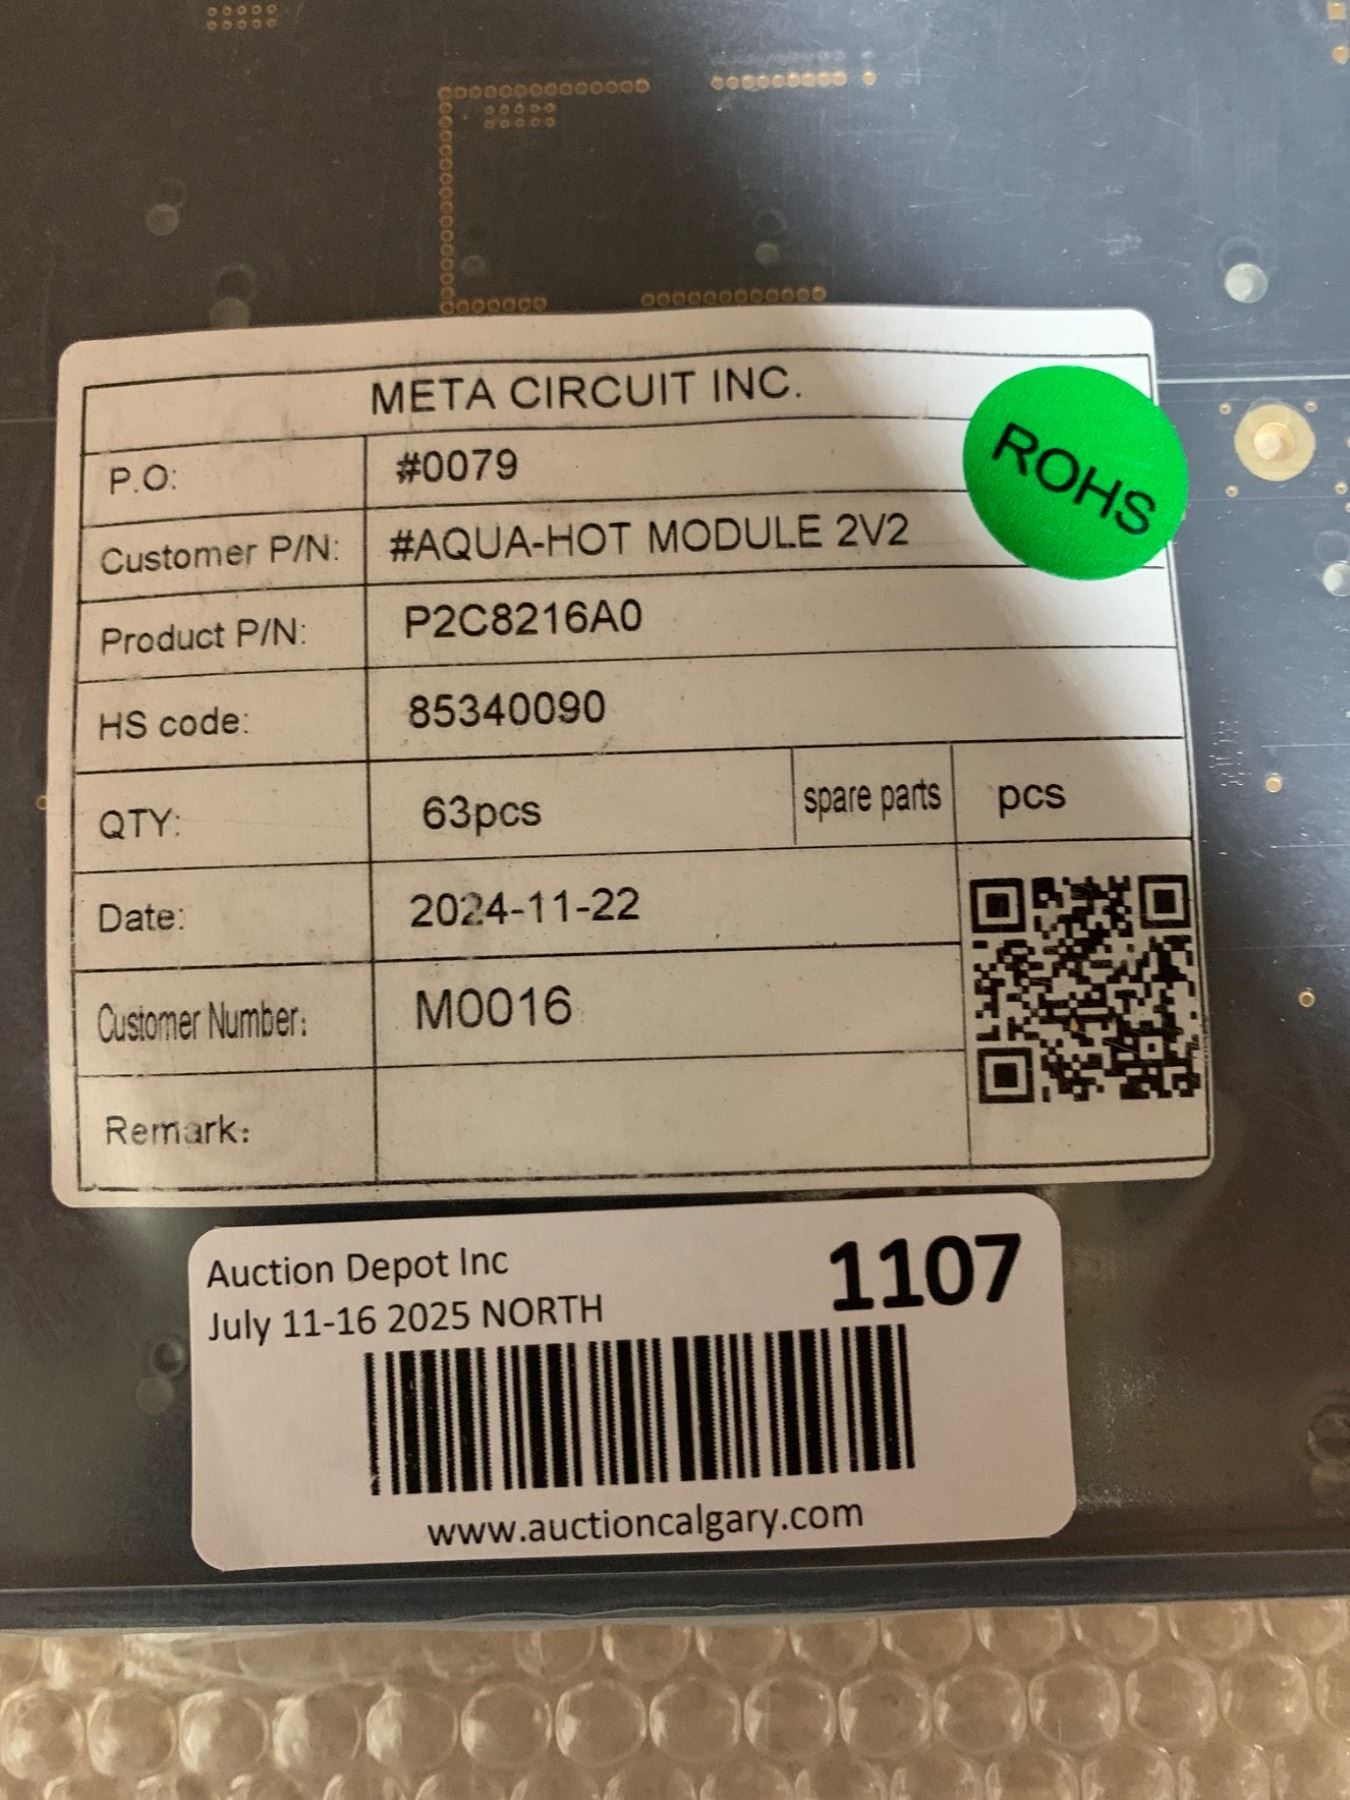 META CIRCUIT INC.
ROHS
P.O: #0079
Customer P/N: #AQUA-HOT MODULE 2V2
Product P/N: P2C8216A0
HS code: 85340090
QTY: 63pcs spare parts pcs
Date: 2024-11-22
Customer Number: M0016
Remark:
Auction Depot Inc 1107
July 11-16 2025 NORTH
www.auctioncalgary.com